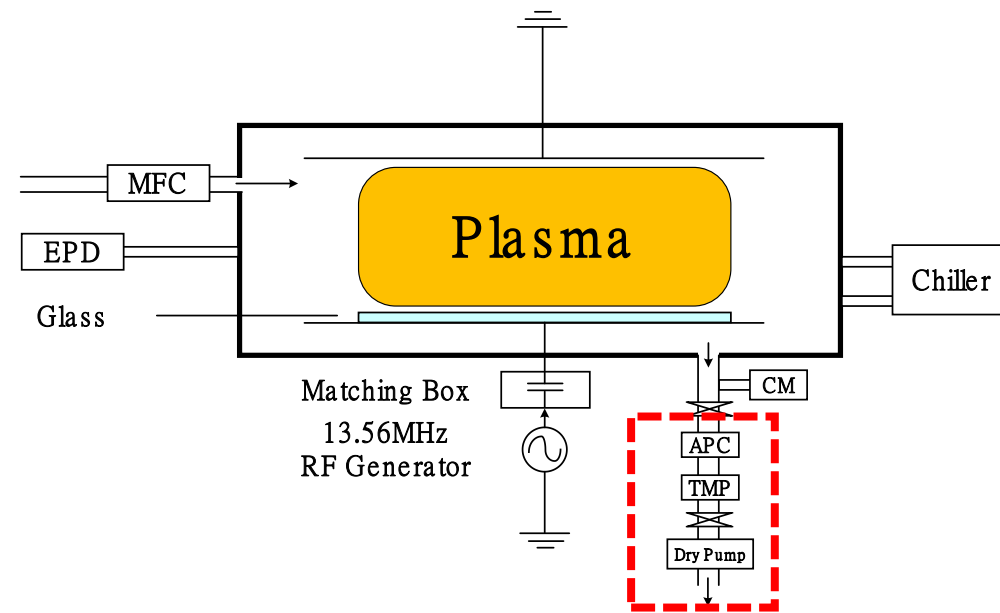 MFC
Plasma
EPD
Chiller
Glass
Matching Box
CM
13.56MHz
RF Generator
APC
TMP
Dry Pump